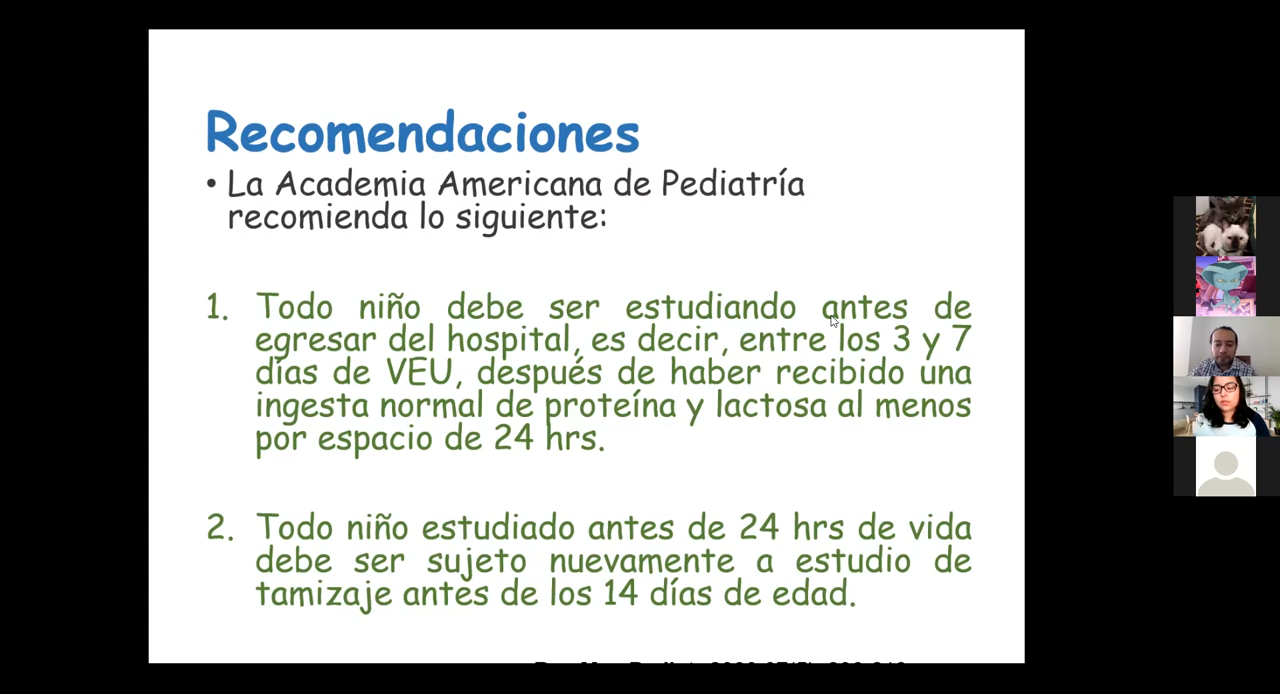 Recomendaciones
• La Academia Americana de Pediatría
recomienda lo siguiente:
1. Todo niño debe ser estudiando antes de
egresar del hospital, es decir, entre los 3 y 7
días de VEU, después de haber recibido una
ingesta normal de proteína y lactosa al menos
por espacio de 24 hrs.
2. Todo niño estudiado antes de 24 hrs de vida
debe ser sujeto nuevamente a estudio de
tamizaje antes de los 14 días de edad.